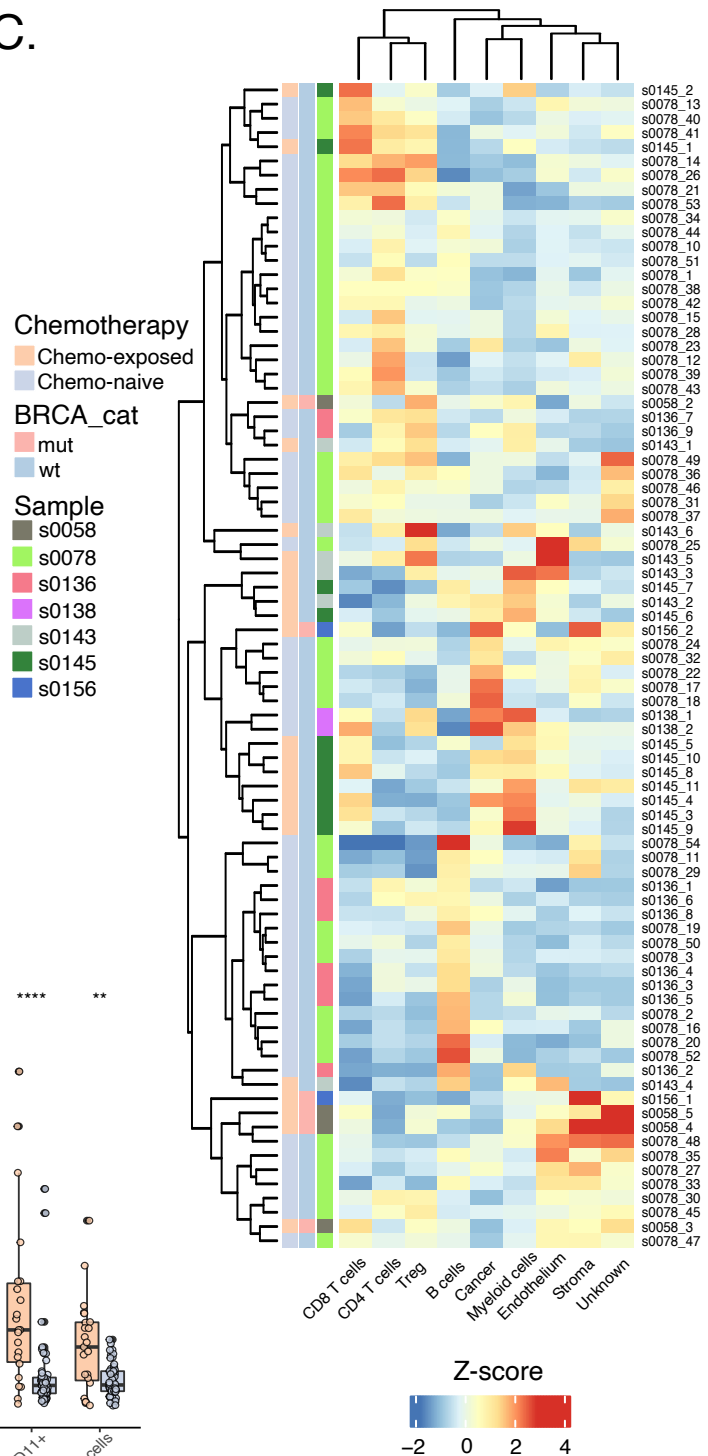 C.
Chemotherapy
Chemo-exposed
Chemo-naive
BRCA_cat
mut
wt
Sample
s0058
s0078
s0136
s0138
s0143
s0145
s0156
s0145_2
s0078_13
s0078_40
s0078_41
s0145_1
s0078_14
s0078_26
s0078_21
s0078_53
s0078_34
s0078_44
s0078_10
s0078_51
s0078_1
s0078_38
s0078_42
s0078_15
s0078_28
s0078_23
s0078_12
s0078_39
s0078_43
s0058_2
s0136_7
s0136_9
s0143_1
s0078_49
s0078_36
s0078_46
s0078_31
s0078_37
s0143_6
s0078_25
s0143_5
s0143_3
s0145_7
s0143_2
s0145_6
s0156_2
s0078_24
s0078_32
s0078_22
s0078_17
s0078_18
s0138_1
s0138_2
s0145_5
s0145_10
s0145_8
s0145_11
s0145_4
s0145_3
s0145_9
s0078_54
s0078_11
s0078_29
s0136_1
s0136_6
s0136_8
s0078_19
s0078_50
s0078_3
s0136_4
s0136_3
s0136_5
s0078_2
s0078_16
s0078_20
s0078_52
s0136_2
s0143_4
s0156_1
s0058_5
s0058_4
s0078_48
s0078_35
s0078_27
s0078_33
s0078_30
s0078_45
s0058_3
s0078_47
CD8 T cells
CD4 T cells
Treg
B cells
Cancer
Myeloid cells
Endothelium
Stroma
Unknown
**** **
D11+
cells
Z-score
−2 0 2 4